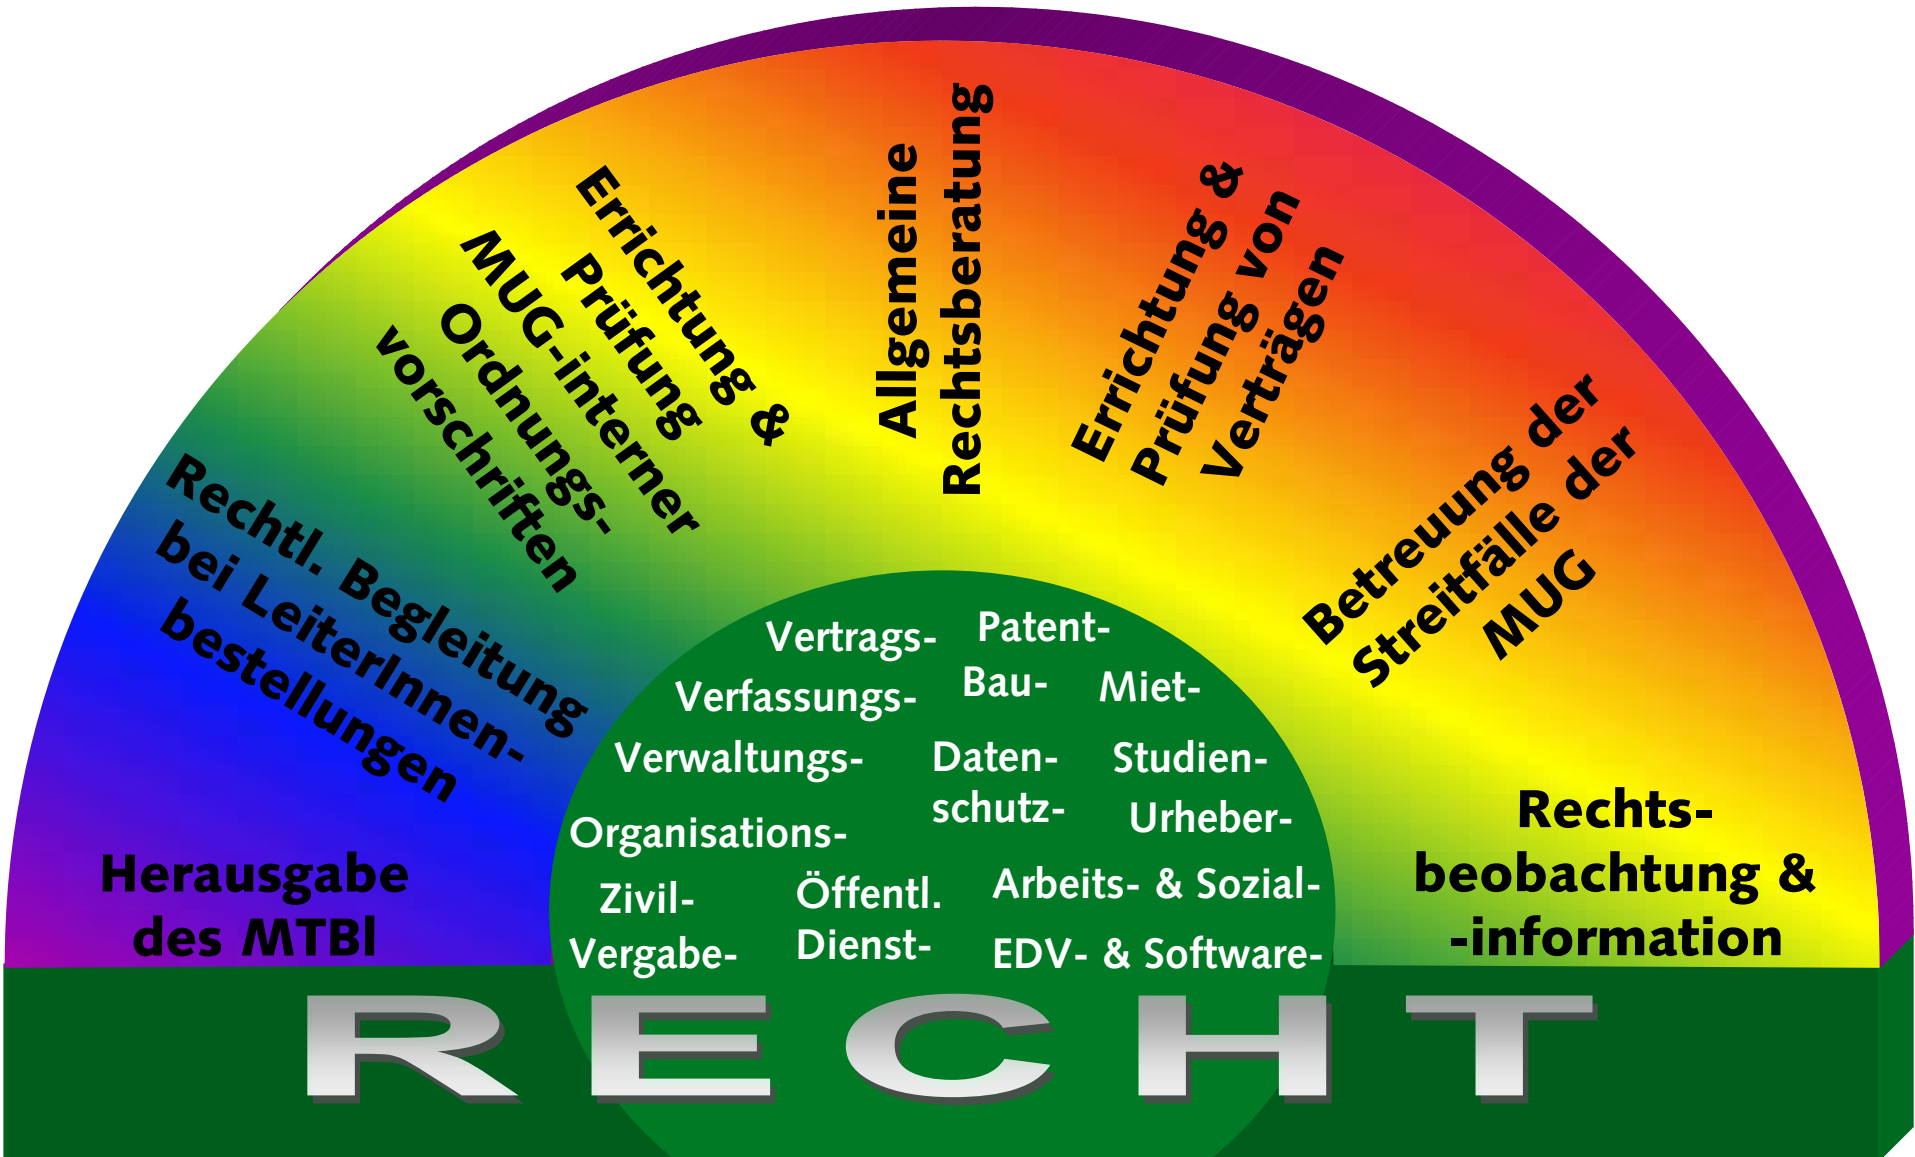 Herausgabe
des MTBl
Rechtl. Begleitung
bei LeiterInnen-
bestellungen
Errichtung &
Prüfung
MUG-interner
Ordnungs-
vorschriften
Allgemeine
Rechtsberatung
Errichtung &
Prüfung von
Verträgen
Betreuung der
Streitfälle der
MUG
Rechts-
beobachtung &
-information
Vertrags-
Patent-
Verfassungs-
Bau-
Miet-
Verwaltungs-
Daten-
schutz-
Studien-
Organisations-
Urheber-
Zivil-
Öffentl.
Dienst-
Arbeits- & Sozial-
Vergabe-
EDV- & Software-
RECHT